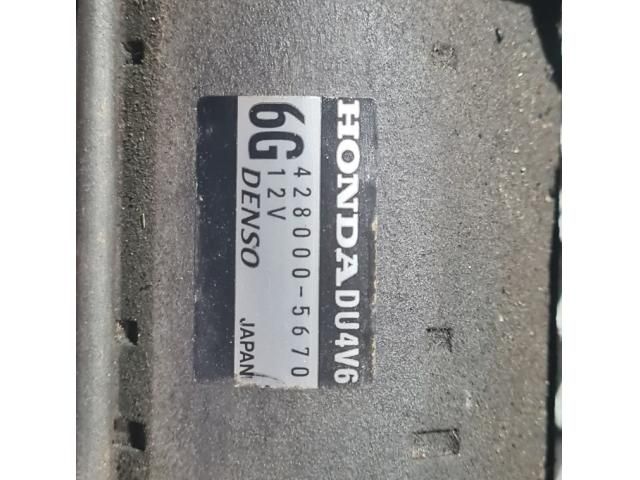 HONDA DU4V6
428000-5670
6G 12V
DENSO JAPAN